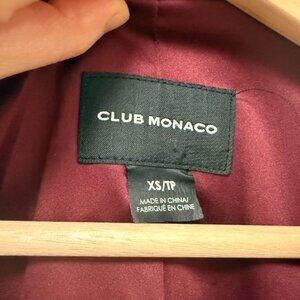 CLUB MONACO
XS/TP
MADE IN CHINA/
FABRIQUÉ EN CHINE